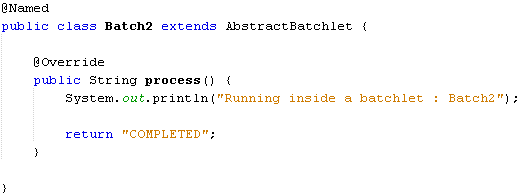 @Named
public class Batch2 extends AbstractBatchlet {
@Override
public String process() {
System.out.println("Running inside a batchlet : Batch2");
return "COMPLETED";
}
}